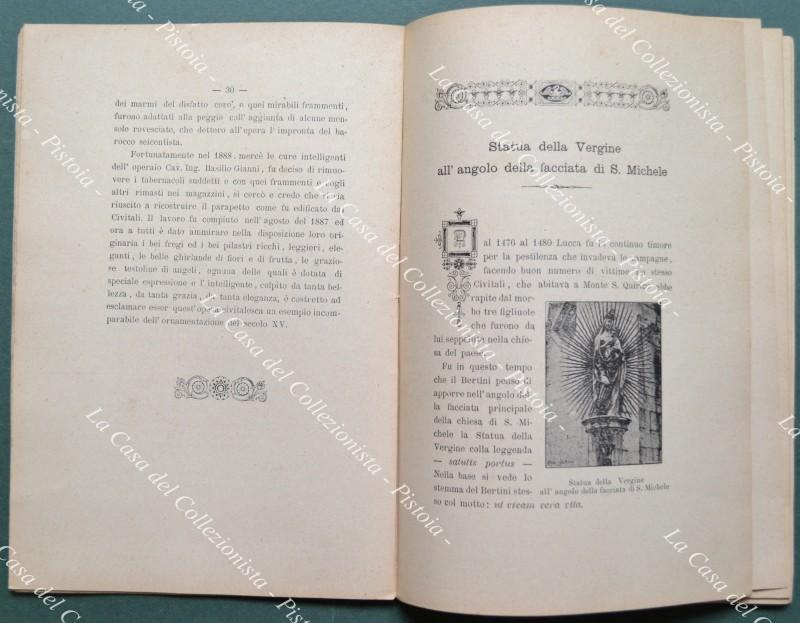 — 30 —
dei marmi del disfatto coro, e quei mirabili frammenti,
furono adattati alla peggio coll'aggiunta di alcune men-
sole rovesciate, che dettero all'opera l'impronta del ba-
rocco seicentista.
Fortunatamente nel 1888, mercè le cure intelligenti
dell'operaio Cav. Ing. Basilio Gianni, fu deciso di rimuove-
re i tabernacoli suddetti e con quei frammenti e cogli
altri rimasti nei magazzini, si cercò e credo che
riuscito a ricostruire il parapetto come fu edificato da
Civitali. Il lavoro fu compiuto nell'agosto del 1887 ed
ora a tutti è dato ammirare nella disposizione loro ori-
ginaria i bei fregi ed i bei pilastri ricchi, leggieri, ele-
ganti, le belle ghirlande di fiori e di frutta, le grazio-
se testoline di angeli, ognuna delle quali è dotata di
speciale espressione e l'intelligente, colpito da tanta bel-
lezza, da tanta grazia, da tanta eleganza, è costretto ad
esclamare esser quest'opera civitalesca un esempio incom-
parabile dell'ornamentazione del secolo XV.
Statua della Vergine
all'angolo della facciata di S. Michele
al 1476 al 1480 Lucca fu in continuo timore
per la pestilenza che invadeva le campagne,
facendo buon numero di vittime. Lo stesso
Civitali, che abitava a Monte S. Quirico ebbe
rapite dal mor-
bo tre figliuole
che furono da
lui seppellite nella chie-
sa del paese.
Fu in questo tempo
che il Bertini pensò di
apporre nell'angolo del-
la facciata principale
della chiesa di S. Mi-
chele la Statua della
Vergine colla leggenda
— salutis portus —
Nella base si vede lo
stemma del Bertini stes-
so col motto: ut vivam vera vita.
Statua della Vergine
all'angolo della facciata di S. Michele
La Casa del Collezionista - Pistoia -